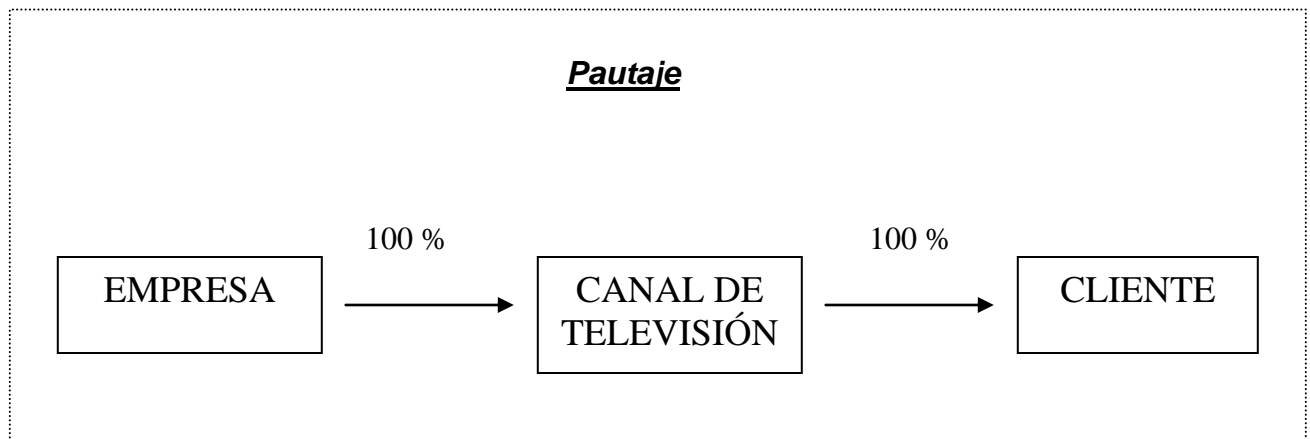 Pautaje
100 %
100 %
EMPRESA
CANAL DE
TELEVISIÓN
CLIENTE